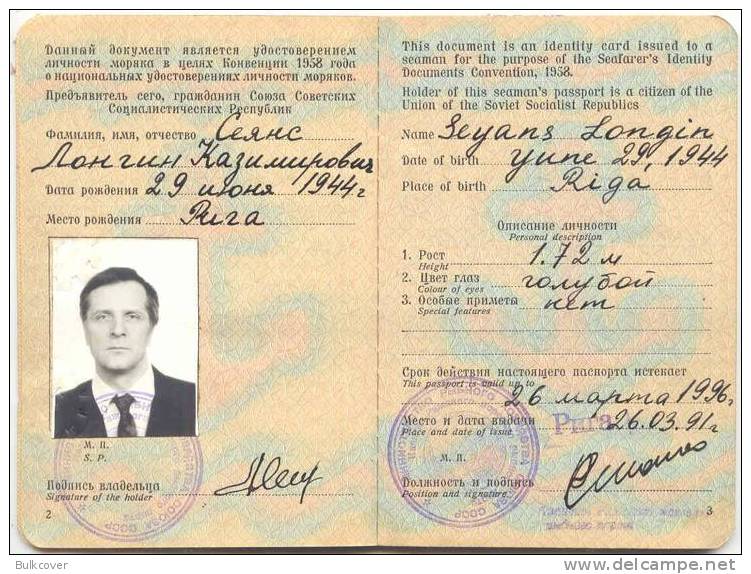 Данный документ является удостоверением
личности моряка в целях Конвенции 1958 года
о национальных удостоверениях личности моряков.
Предъявитель сего, гражданин Союза Советских
Социалистических Республик
Фамилия, имя, отчество Сеянс
Лонгин Казимирович
Дата рождения 29 июня 1944 г
Место рождения Рига
М. П.
S. P.
Подпись владельца
Signature of the holder
2
This document is an identity card issued to a
seaman for the purpose of the Seafarer's Identity
Documents Convention, 1958.
Holder of this seaman's passport is a citizen of the
Union of the Soviet Socialist Republics
Name Seyans Longin
Date of birth yune 29, 1944
Place of birth Riga
Описание личности
Personal description
1. Рост 1.72 м
Height
2. Цвет глаз голубой
Colour of eyes
3. Особые приметы нет
Special features
Срок действия настоящего паспорта истекает
This passport is valid up to
26 марта 1996 г
Место и дата выдачи Рига 26.03.91 г
Place and date of issue
М. П.
Должность и подпись
Position and signature
3
Bulkcover
delcampe.net